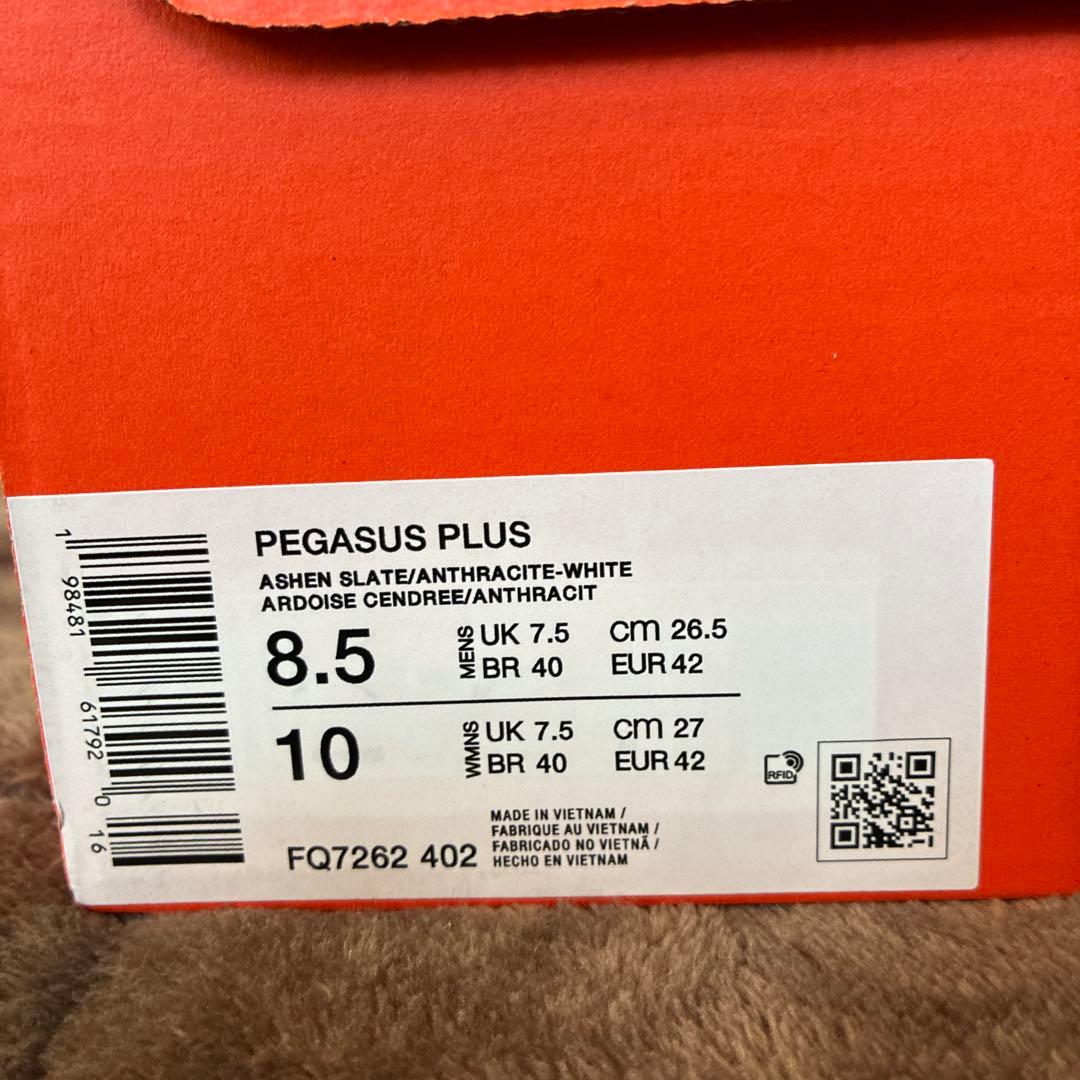 PEGASUS PLUS
ASHEN SLATE/ANTHRACITE-WHITE
ARDOISE CENDREE/ANTHRACIT
8.5 MENS UK 7.5 cm 26.5
BR 40 EUR 42
10 WMNS UK 7.5 cm 27
BR 40 EUR 42
RFID
MADE IN VIETNAM /
FABRIQUE AU VIETNAM /
FABRICADO NO VIETNÃ /
HECHO EN VIETNAM
FQ7262 402
1 98481 61792 0 16